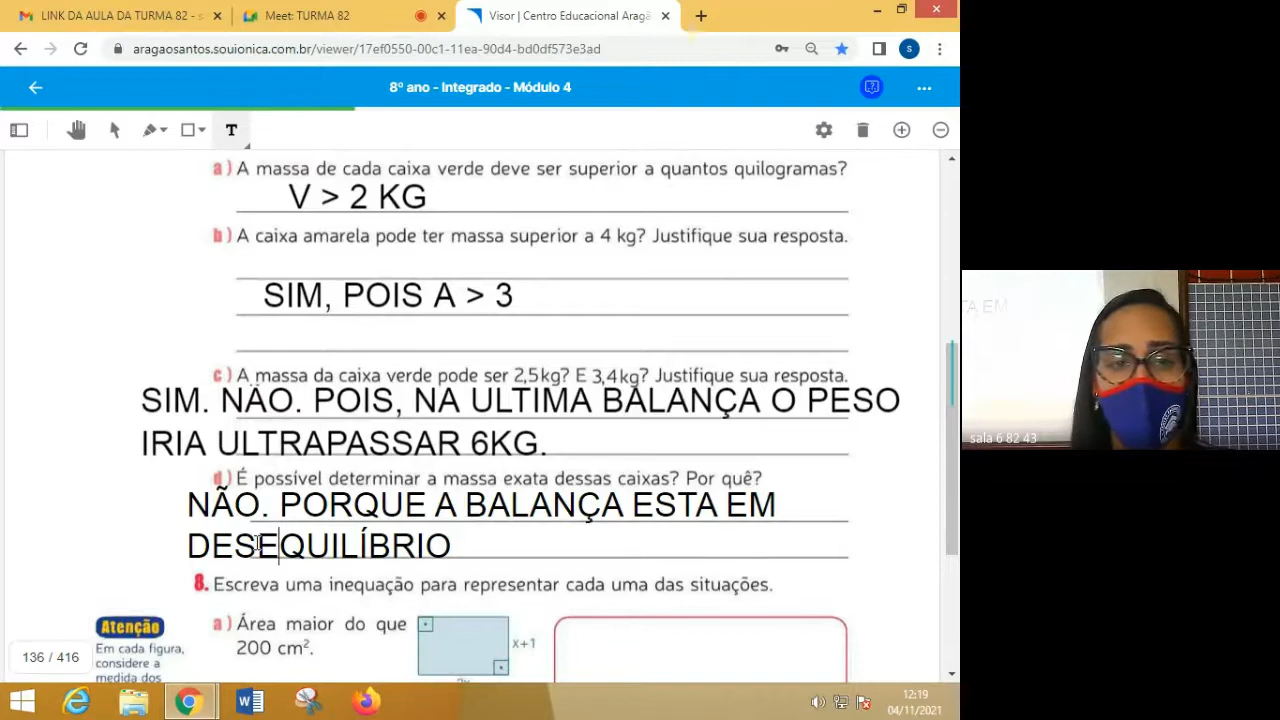 LINK DA AULA DA TURMA 82 - s
Meet: TURMA 82
Visor | Centro Educacional Aragã
aragaosantos.souionica.com.br/viewer/17ef0550-00c1-11ea-90d4-bd0df573e3ad
8º ano - Integrado - Módulo 4
T
a) A massa de cada caixa verde deve ser superior a quantos quilogramas?
V > 2 KG
b) A caixa amarela pode ter massa superior a 4 kg? Justifique sua resposta.
SIM, POIS A > 3
c) A massa da caixa verde pode ser 2,5kg? E 3,4kg? Justifique sua resposta.
SIM. NÃO. POIS, NA ULTIMA BALANÇA O PESO
IRIA ULTRAPASSAR 6KG.
d) É possível determinar a massa exata dessas caixas? Por quê?
NÃO. PORQUE A BALANÇA ESTA EM
DESEQUILÍBRIO
8. Escreva uma inequação para representar cada uma das situações.
Atenção
Em cada figura,
considere a
medida dos
a) Área maior do que
200 cm².
x+1
136 / 416
sala 6 82 43
TA EM
12:19
04/11/2021